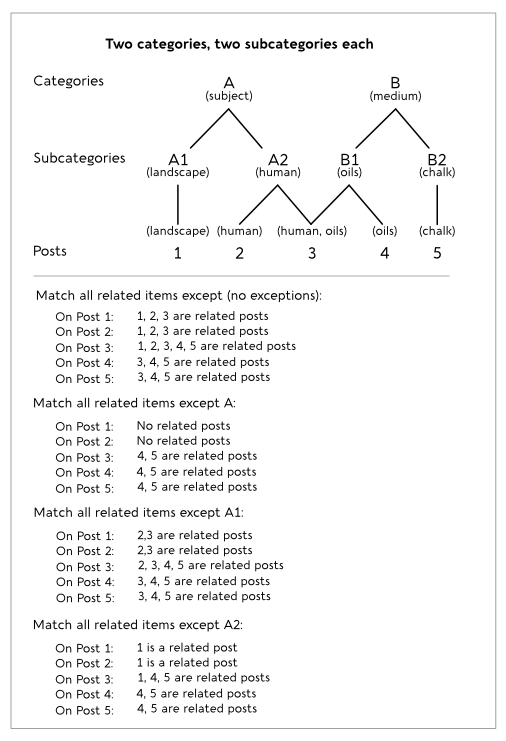 Two categories, two subcategories each
Categories A B
(subject) (medium)
Subcategories A1 A2 B1 B2
(landscape) (human) (oils) (chalk)
(landscape) (human) (human, oils) (oils) (chalk)
Posts 1 2 3 4 5
Match all related items except (no exceptions):
On Post 1: 1, 2, 3 are related posts
On Post 2: 1, 2, 3 are related posts
On Post 3: 1, 2, 3, 4, 5 are related posts
On Post 4: 3, 4, 5 are related posts
On Post 5: 3, 4, 5 are related posts
Match all related items except A:
On Post 1: No related posts
On Post 2: No related posts
On Post 3: 4, 5 are related posts
On Post 4: 4, 5 are related posts
On Post 5: 4, 5 are related posts
Match all related items except A1:
On Post 1: 2,3 are related posts
On Post 2: 2,3 are related posts
On Post 3: 2, 3, 4, 5 are related posts
On Post 4: 3, 4, 5 are related posts
On Post 5: 3, 4, 5 are related posts
Match all related items except A2:
On Post 1: 1 is a related post
On Post 2: 1 is a related post
On Post 3: 1, 4, 5 are related posts
On Post 4: 4, 5 are related posts
On Post 5: 4, 5 are related posts